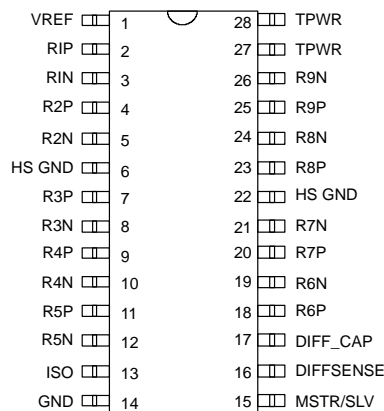 VREF 1 28 TPWR
RIP 2 27 TPWR
RIN 3 26 R9N
R2P 4 25 R9P
R2N 5 24 R8N
HS GND 6 23 R8P
R3P 7 22 HS GND
R3N 8 21 R7N
R4P 9 20 R7P
R4N 10 19 R6N
R5P 11 18 R6P
R5N 12 17 DIFF_CAP
ISO 13 16 DIFFSENSE
GND 14 15 MSTR/SLV